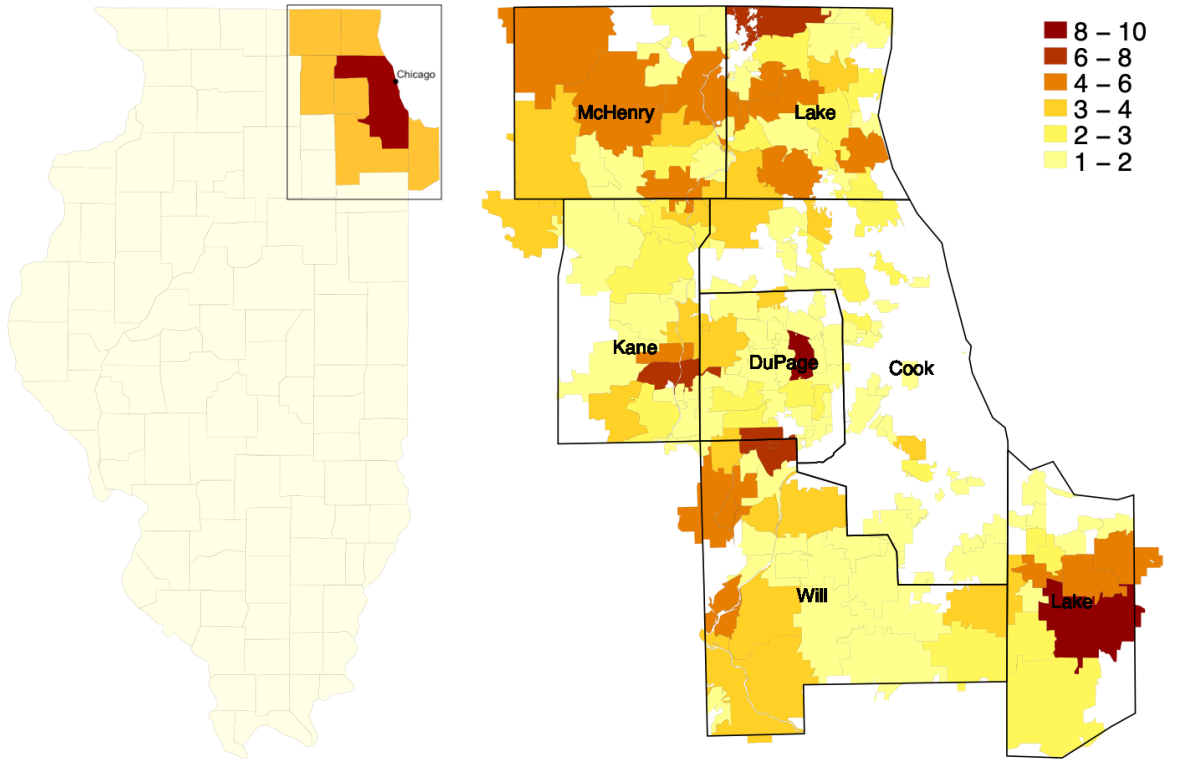 Chicago
8 – 10
6 – 8
4 – 6
3 – 4
2 – 3
1 – 2
McHenry
Lake
Kane
DuPage
Cook
Will
Lake